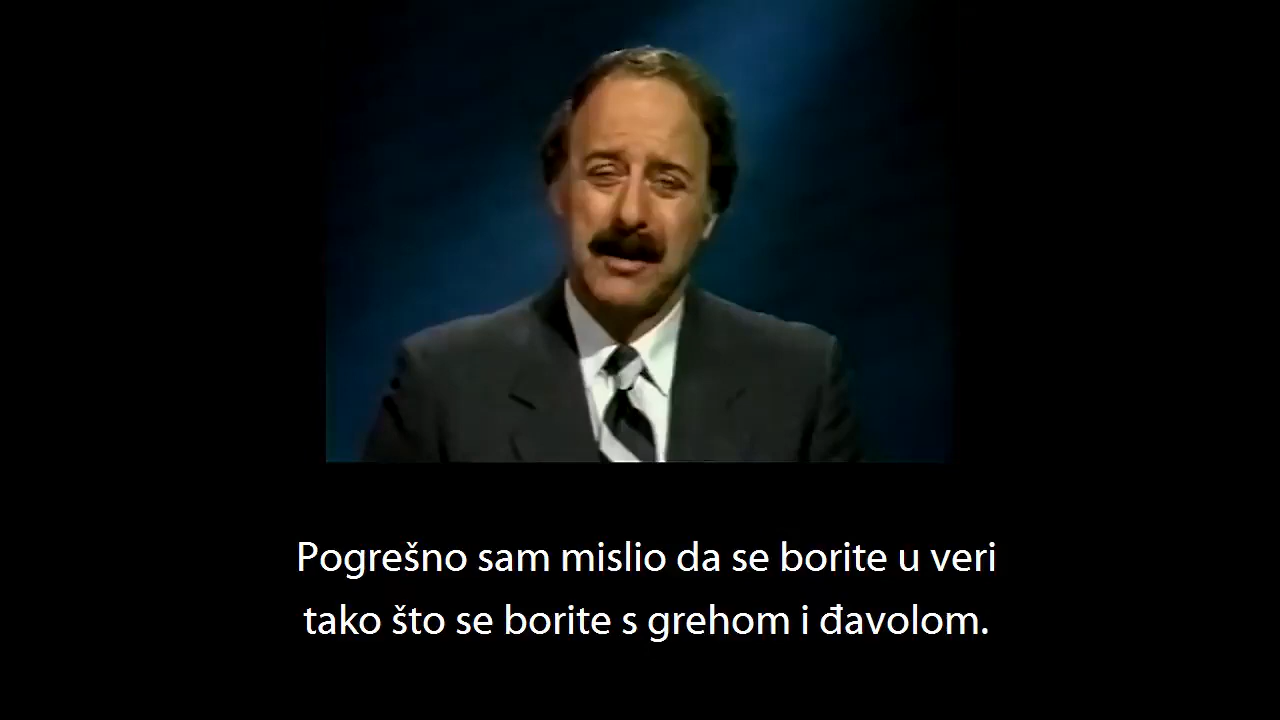 Pogrešno sam mislio da se borite u veri
tako što se borite s grehom i đavolom.